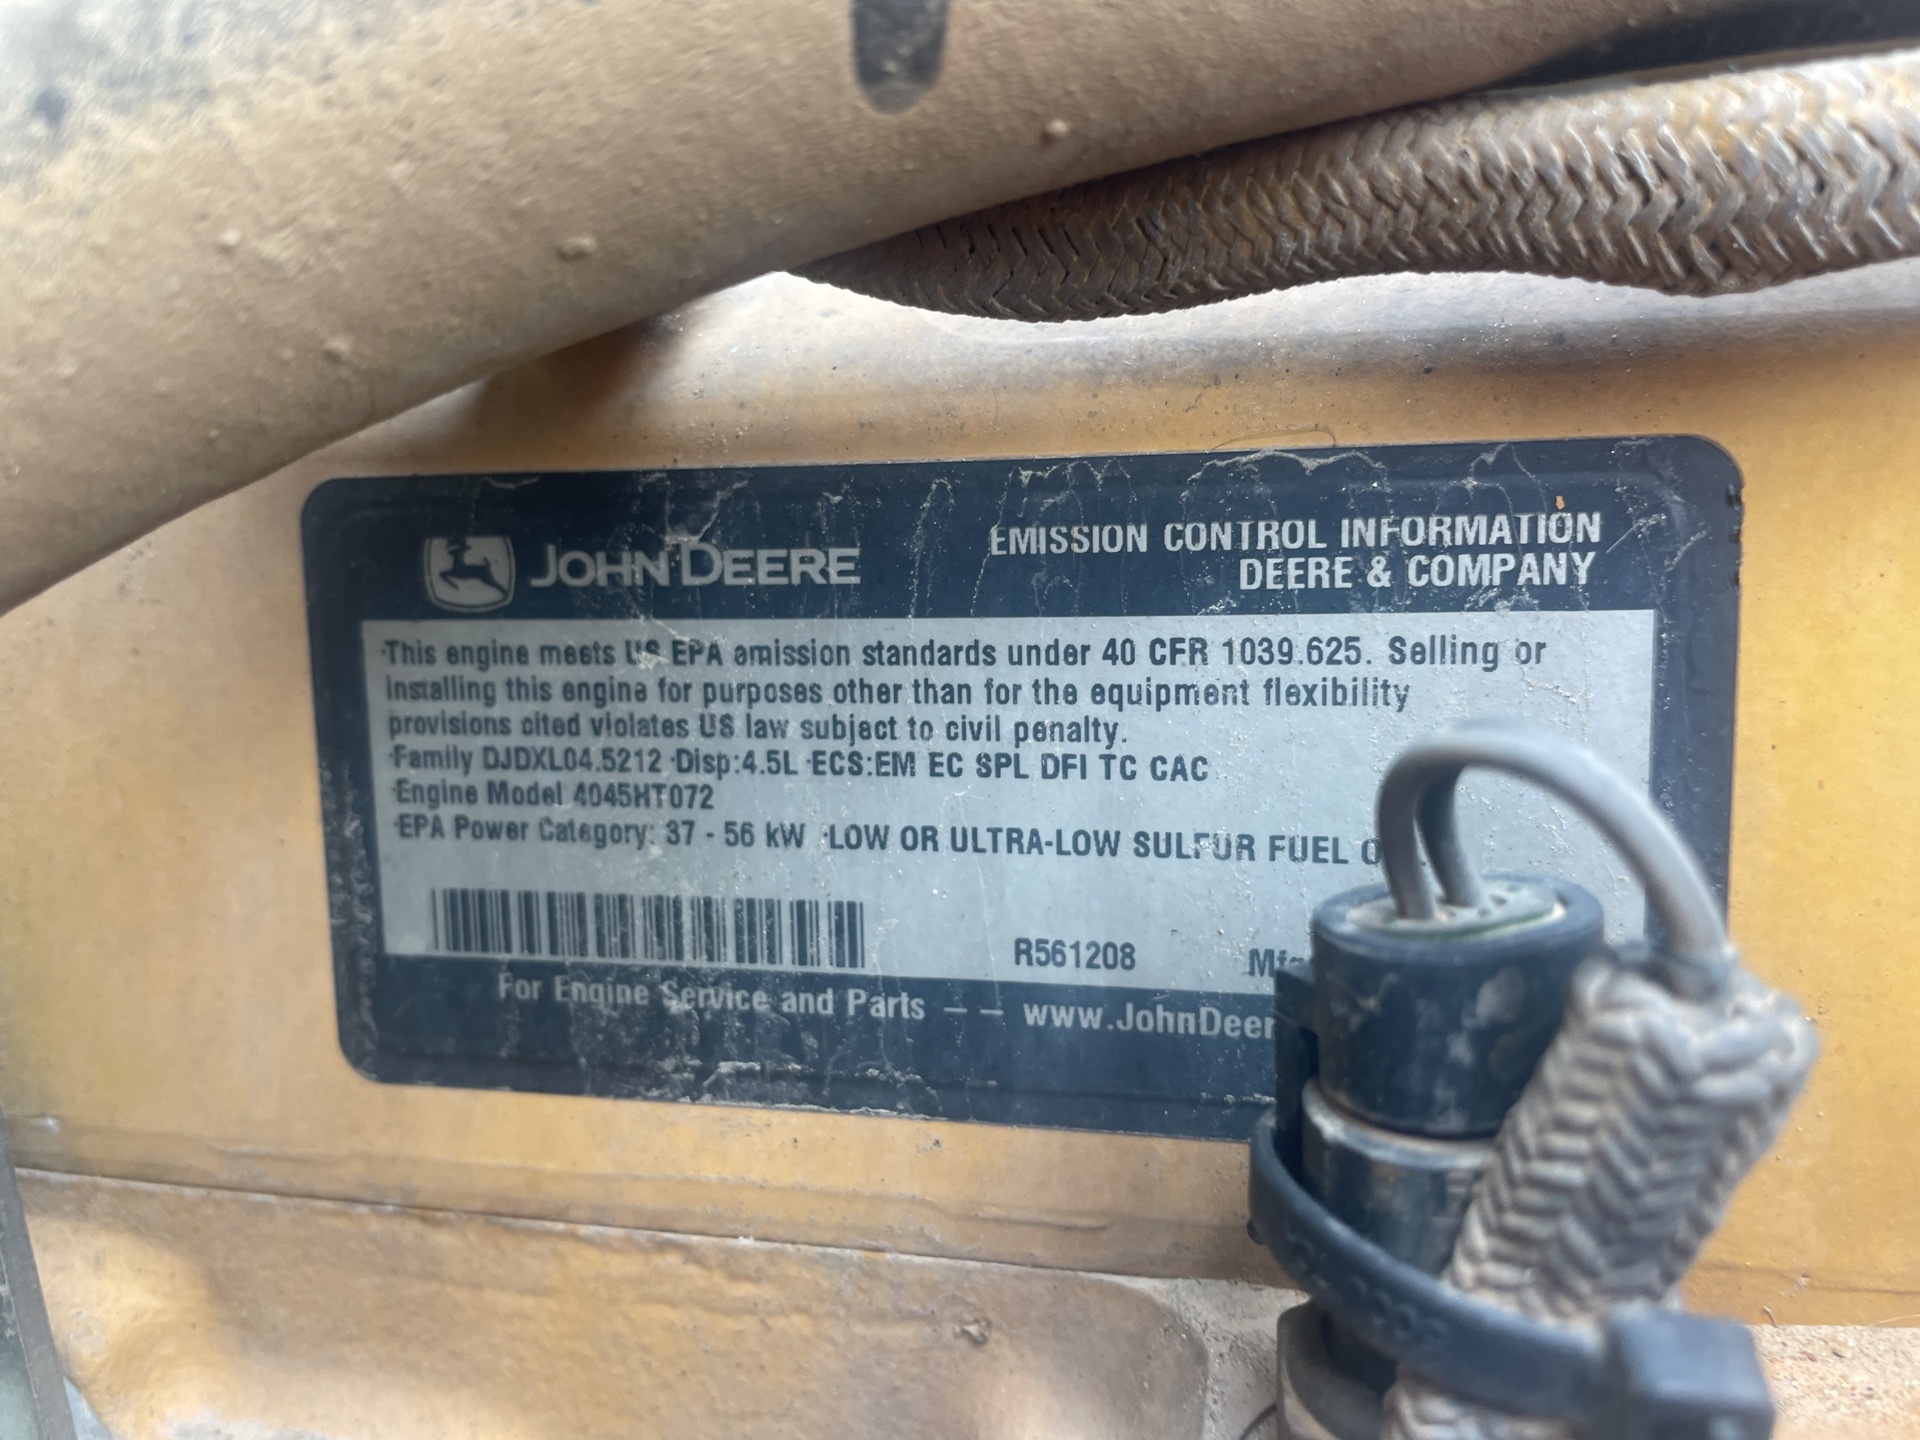 JOHN DEERE
EMISSION CONTROL INFORMATION
DEERE & COMPANY
·This engine meets US EPA emission standards under 40 CFR 1039.625. Selling or
installing this engine for purposes other than for the equipment flexibility
provisions cited violates US law subject to civil penalty.
·Family DJDXL04.5212 ·Disp:4.5L ·ECS:EM EC SPL DFI TC CAC
·Engine Model 4045HT072
·EPA Power Category: 37 - 56 kW ·LOW OR ULTRA-LOW SULFUR FUEL
R561208
For Engine Service and Parts – – www.JohnDeer